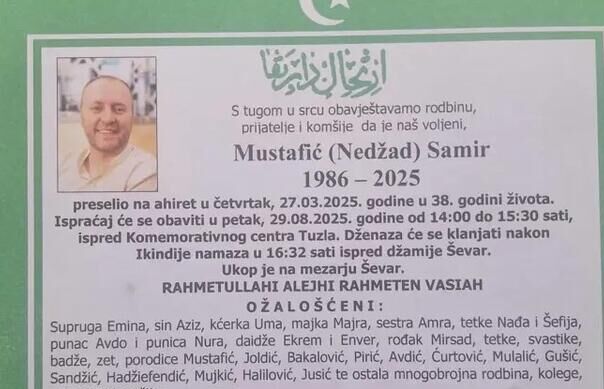 S tugom u srcu obavještavamo rodbinu,
prijatelje i komšije da je naš voljeni,
Mustafić (Nedžad) Samir
1986 – 2025
preselio na ahiret u četvrtak, 27.03.2025. godine u 38. godini života.
Ispraćaj će se obaviti u petak, 29.08.2025. godine od 14:00 do 15:30 sati,
ispred Komemorativnog centra Tuzla. Dženaza će se klanjati nakon
Ikindije namaza u 16:32 sati ispred džamije Ševar.
Ukop je na mezarju Ševar.
RAHMETULLAHI ALEJHI RAHMETEN VASIAH
OŽALOŠĆENI:
Supruga Emina, sin Aziz, kćerka Uma, majka Majra, sestra Amra, tetke Nađa i Šefija,
punac Avdo i punica Nura, daidže Ekrem i Enver, rođak Mirsad, tetke, svastike,
badže, zet, porodice Mustafić, Joldić, Bakalović, Pirić, Avdić, Ćurtović, Mulalić, Gušić,
Sandžić, Hadžiefendić, Mujkić, Halilović, Jusić te ostala mnogobrojna rodbina, kolege,